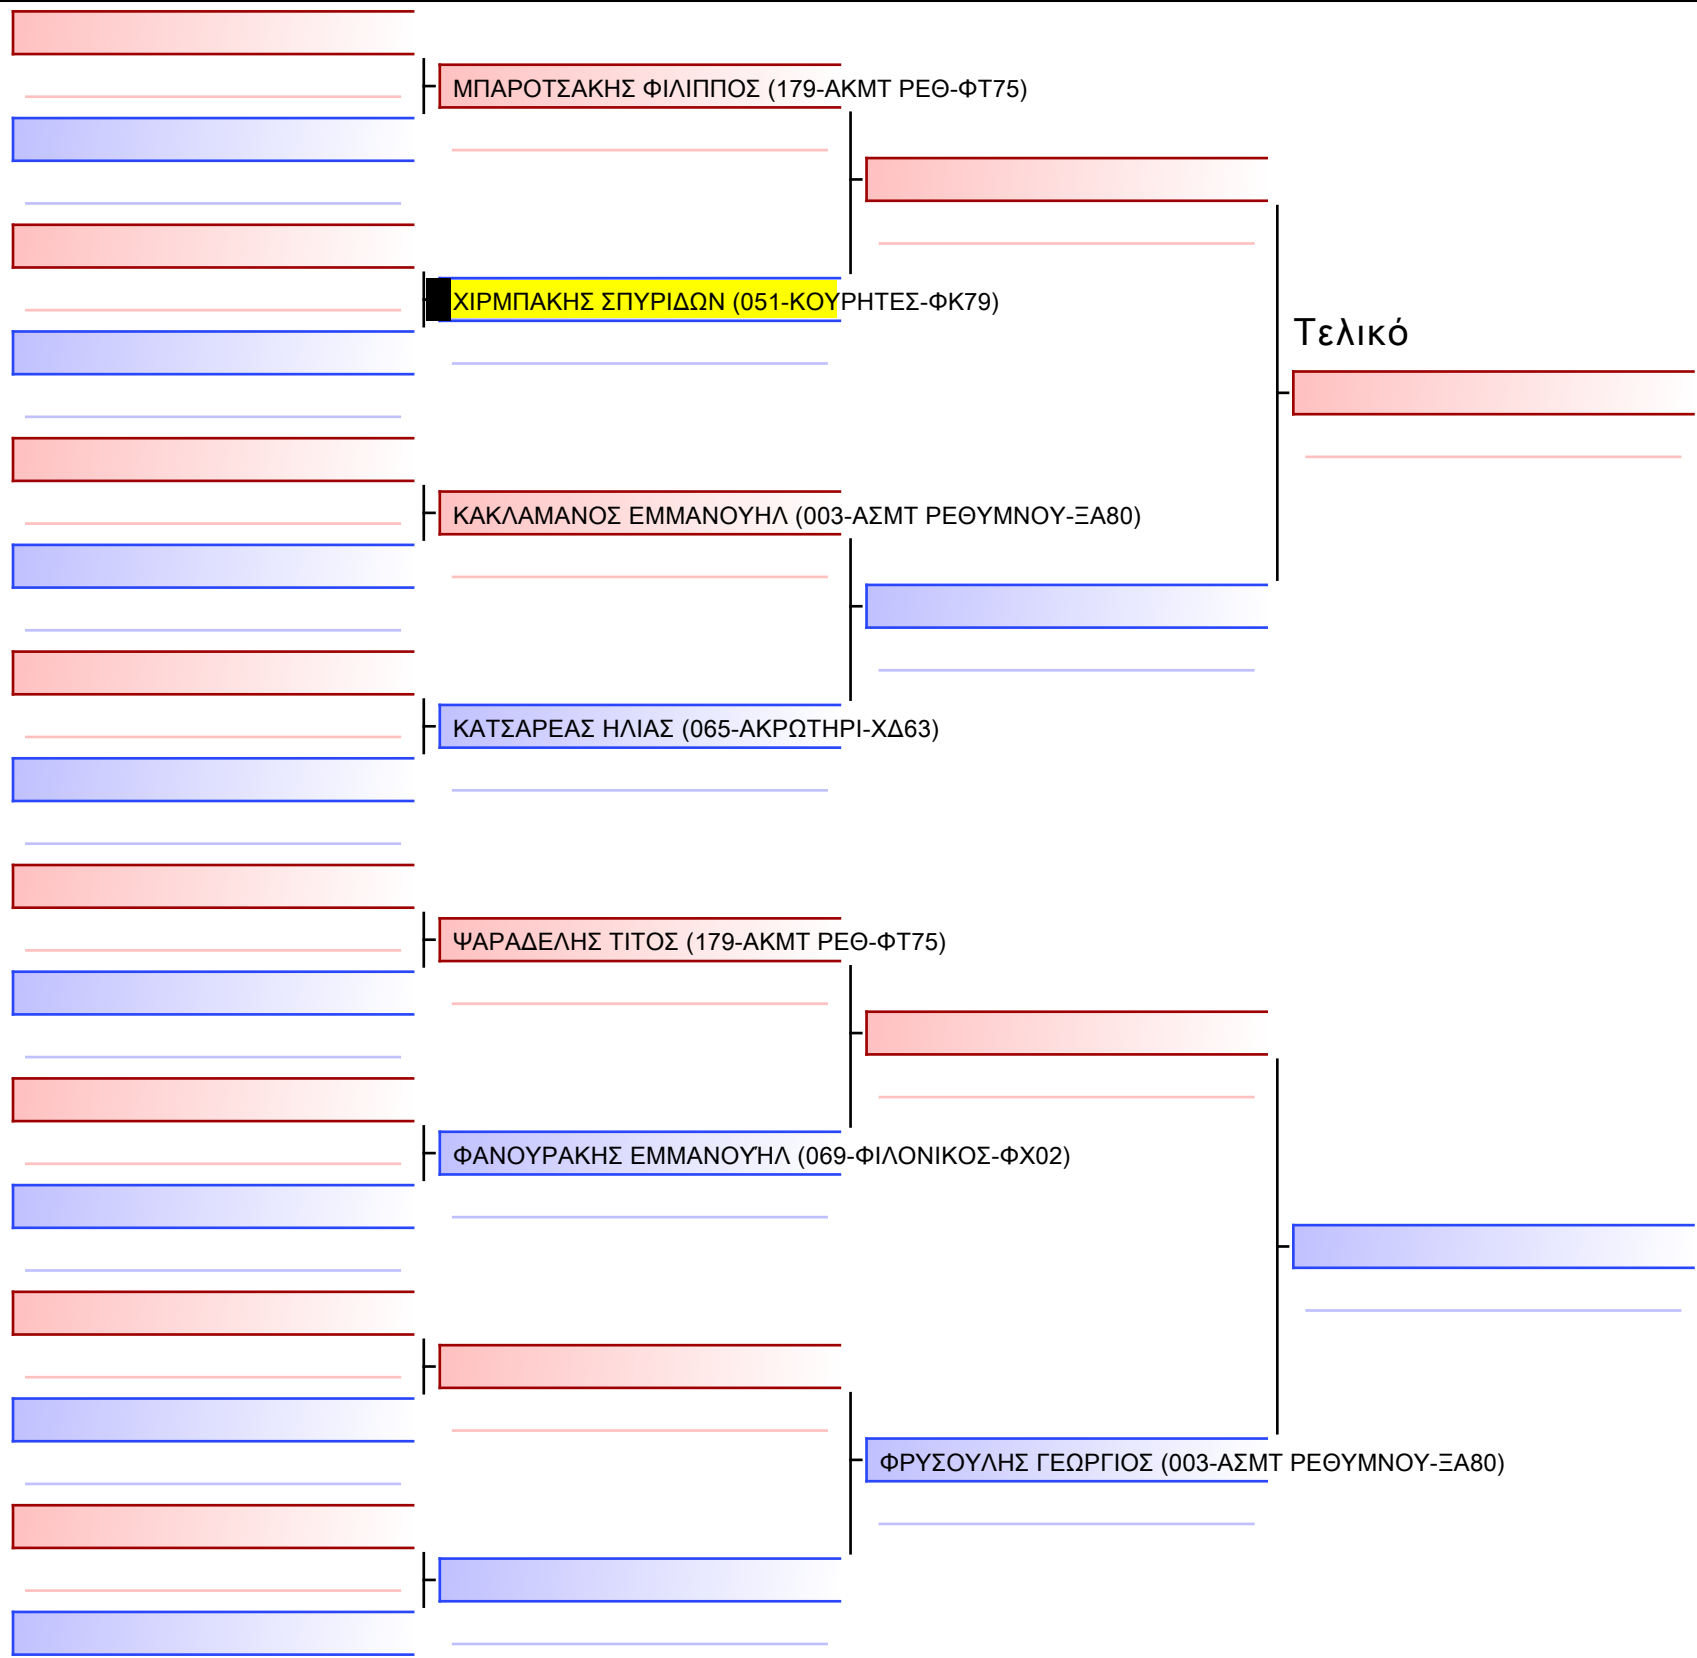 ΜΠΑΡΟΤΣΑΚΗΣ ΦΙΛΙΠΠΟΣ (179-ΑΚΜΤ ΡΕΘ-ΦΤ75)
ΧΙΡΜΠΑΚΗΣ ΣΠΥΡΙΔΩΝ (051-ΚΟΥΡΗΤΕΣ-ΦΚ79)
Τελικό
ΚΑΚΛΑΜΑΝΟΣ ΕΜΜΑΝΟΥΗΛ (003-ΑΣΜΤ ΡΕΘΥΜΝΟΥ-ΞΑ80)
ΚΑΤΣΑΡΕΑΣ ΗΛΙΑΣ (065-ΑΚΡΩΤΗΡΙ-ΧΔ63)
ΨΑΡΑΔΕΛΗΣ ΤΙΤΟΣ (179-ΑΚΜΤ ΡΕΘ-ΦΤ75)
ΦΑΝΟΥΡΑΚΗΣ ΕΜΜΑΝΟΥΉΛ (069-ΦΙΛΟΝΙΚΟΣ-ΦΧ02)
ΦΡΥΣΟΥΛΗΣ ΓΕΩΡΓΙΟΣ (003-ΑΣΜΤ ΡΕΘΥΜΝΟΥ-ΞΑ80)